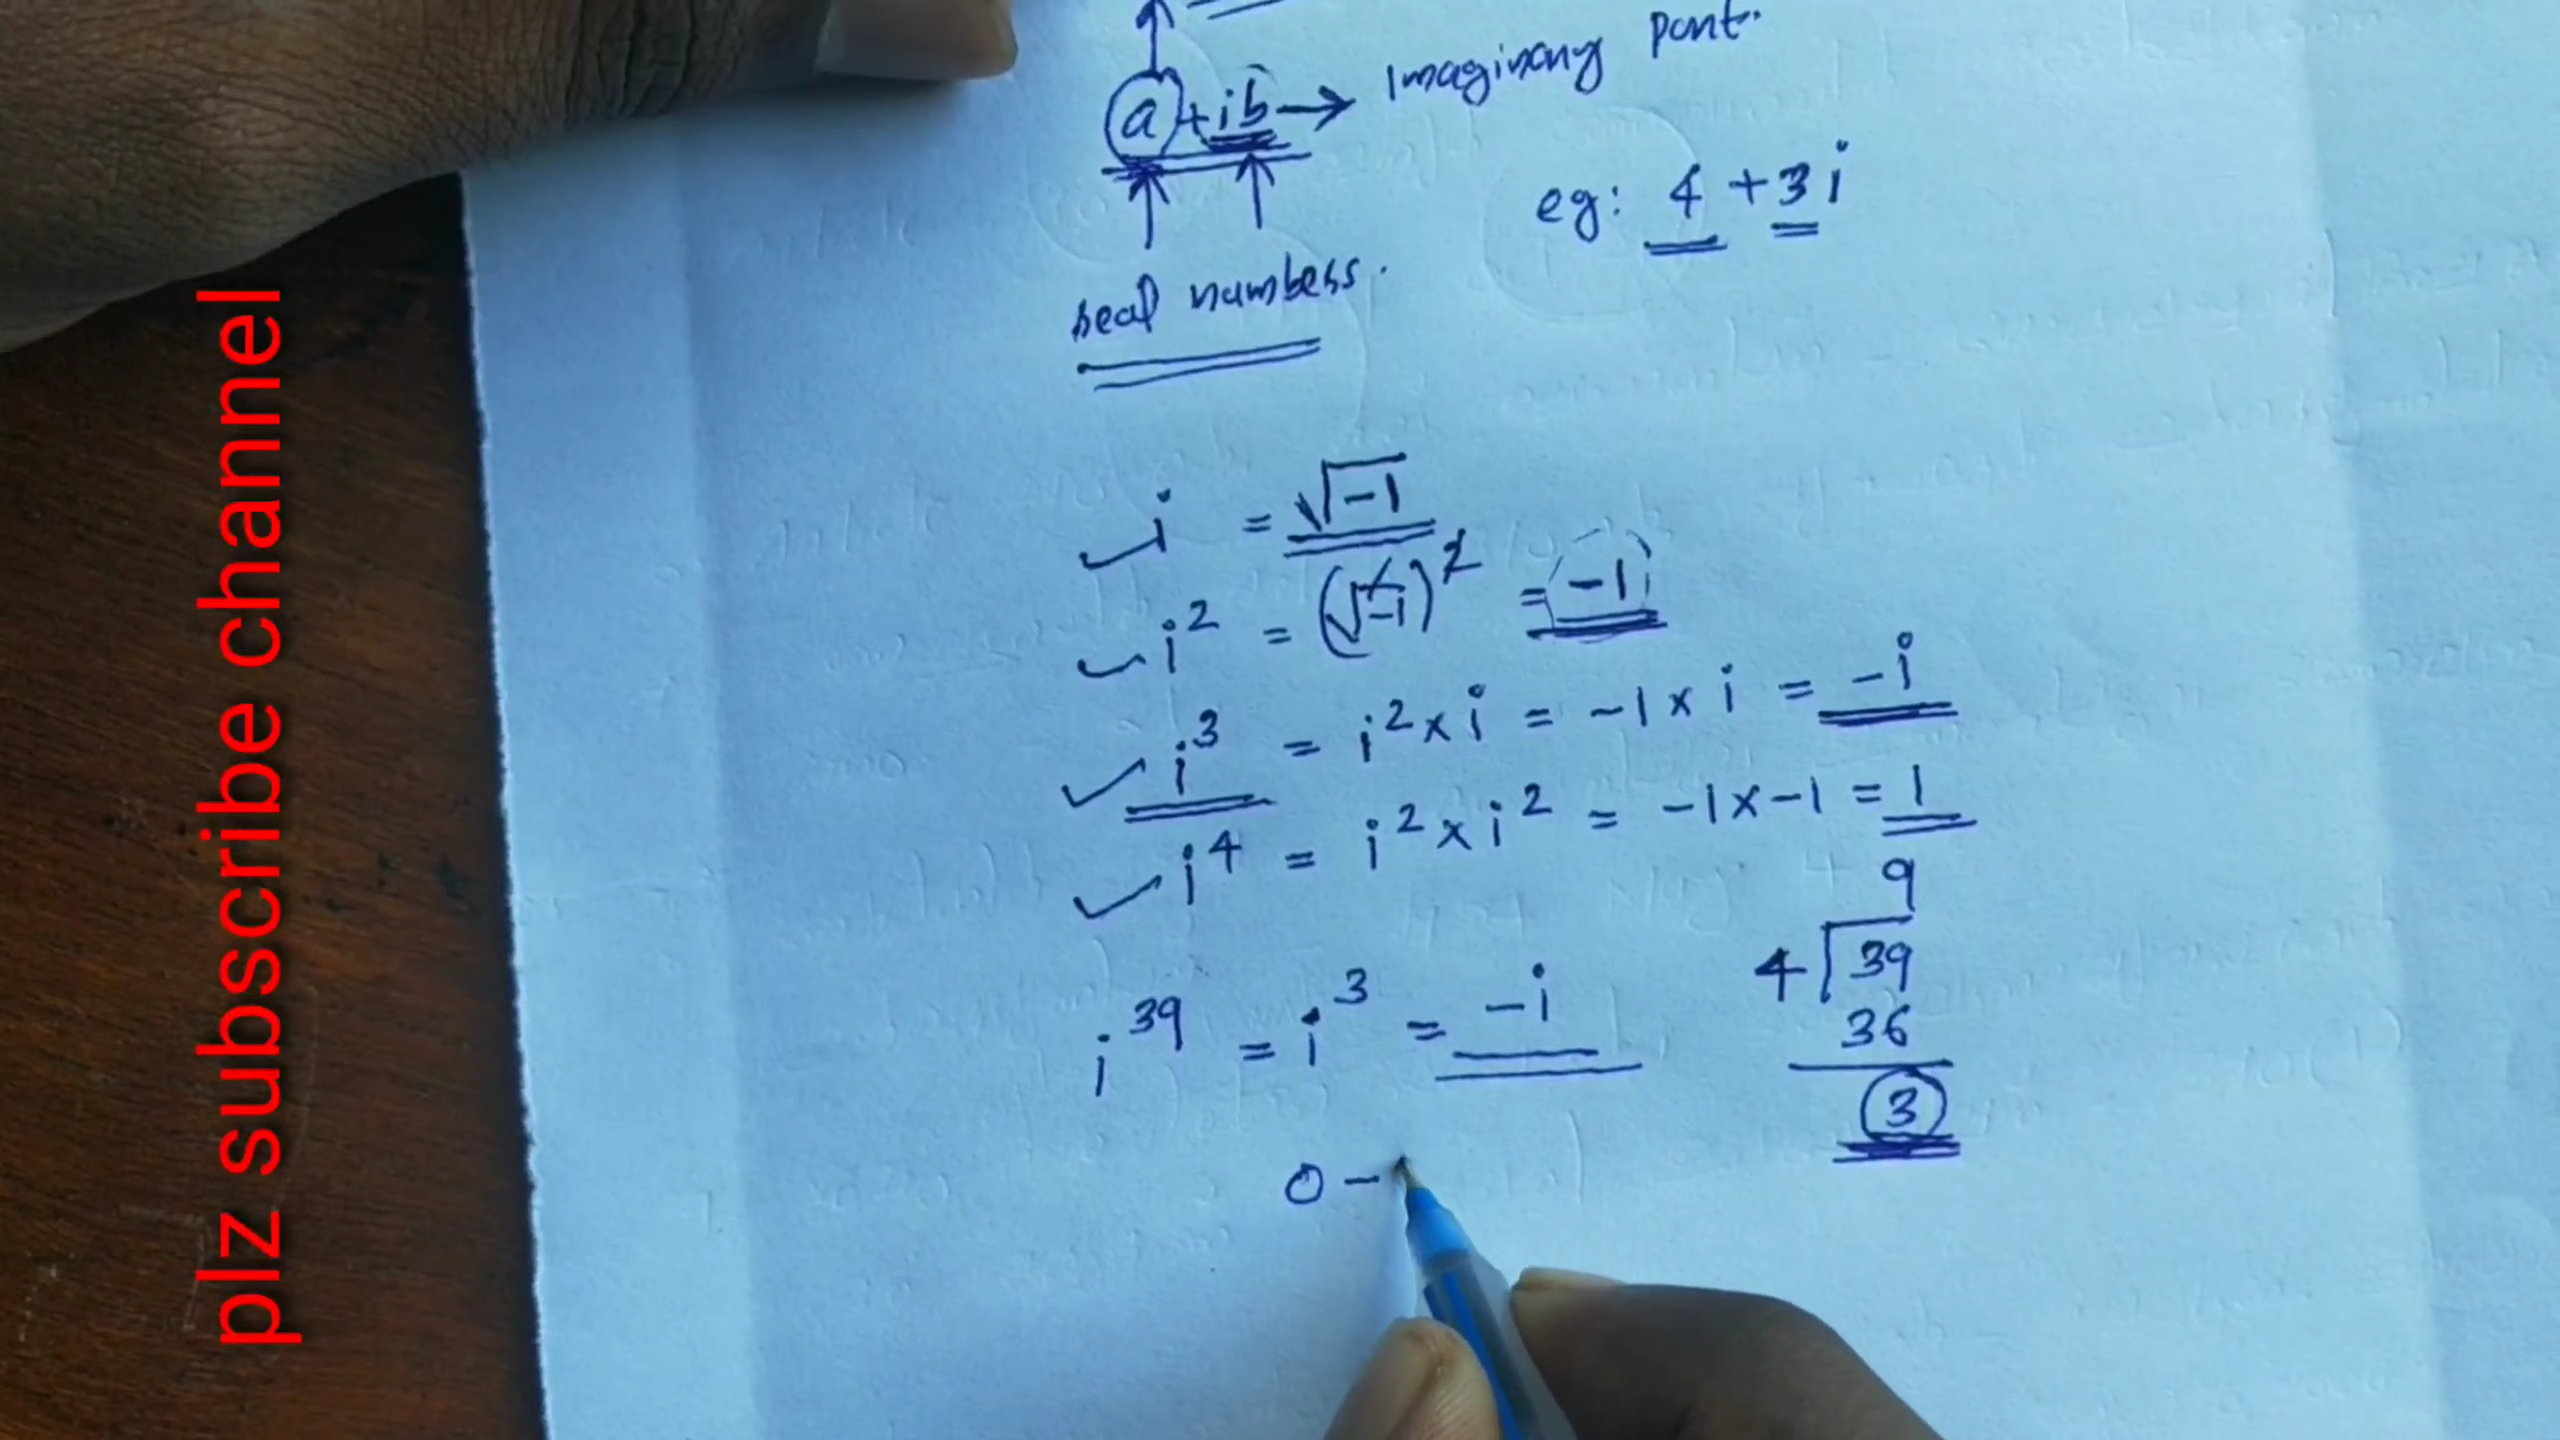 plz subscribe channel
a + ib → Imaginary part.
eg: 4 + 3i
real numbers.
i = √-1
i² = (√-1)² = -1
i³ = i² x i = -1 x i = -i
i⁴ = i² x i² = -1 x -1 = 1
i³⁹ = i³ = -i
9
4 39
36
3
0 -